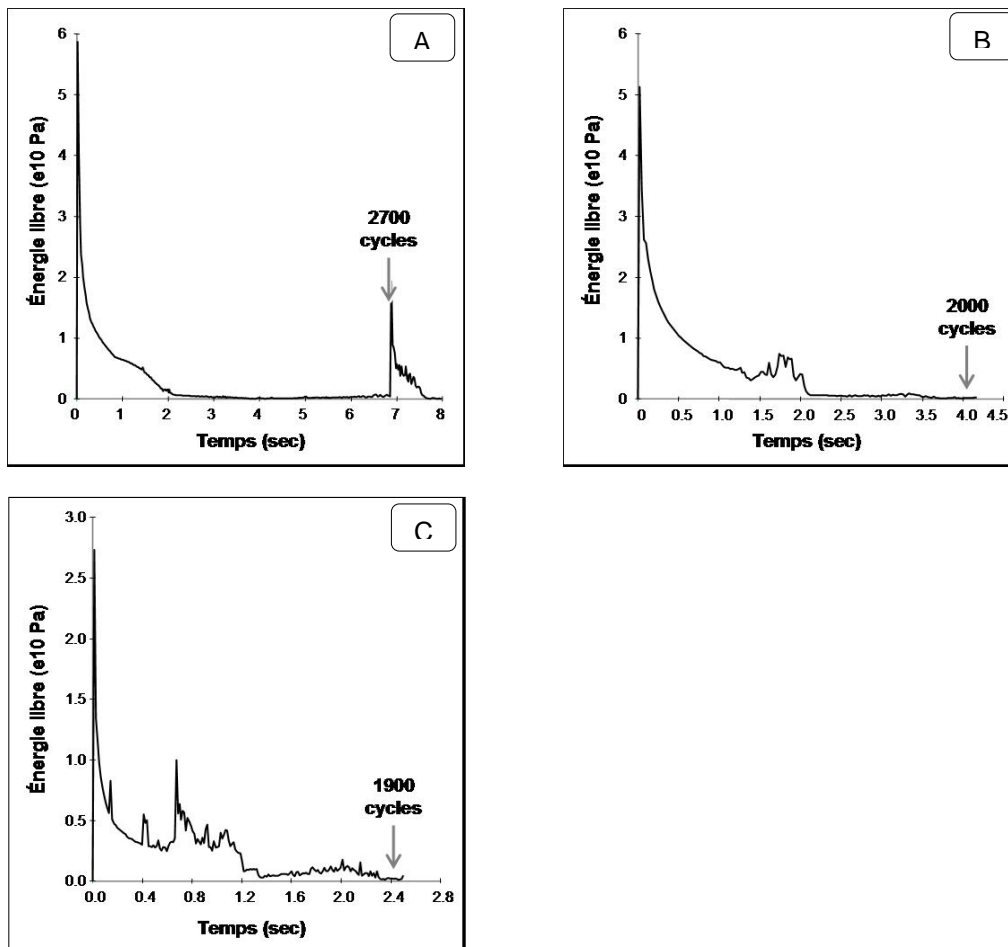 A
Énergie libre (e10 Pa)
6
5
4
3
2
1
0
2700
cycles
0 1 2 3 4 5 6 7 8
Temps (sec)
B
Énergie libre (e10 Pa)
6
5
4
3
2
1
0
2000
cycles
0 0.5 1.0 1.5 2.0 2.5 3.0 3.5 4.0 4.5
Temps (sec)
C
Énergie libre (e10 Pa)
3.0
2.5
2.0
1.5
1.0
0.5
0.0
1900
cycles
0.0 0.4 0.8 1.2 1.6 2.0 2.4 2.8
Temps (sec)